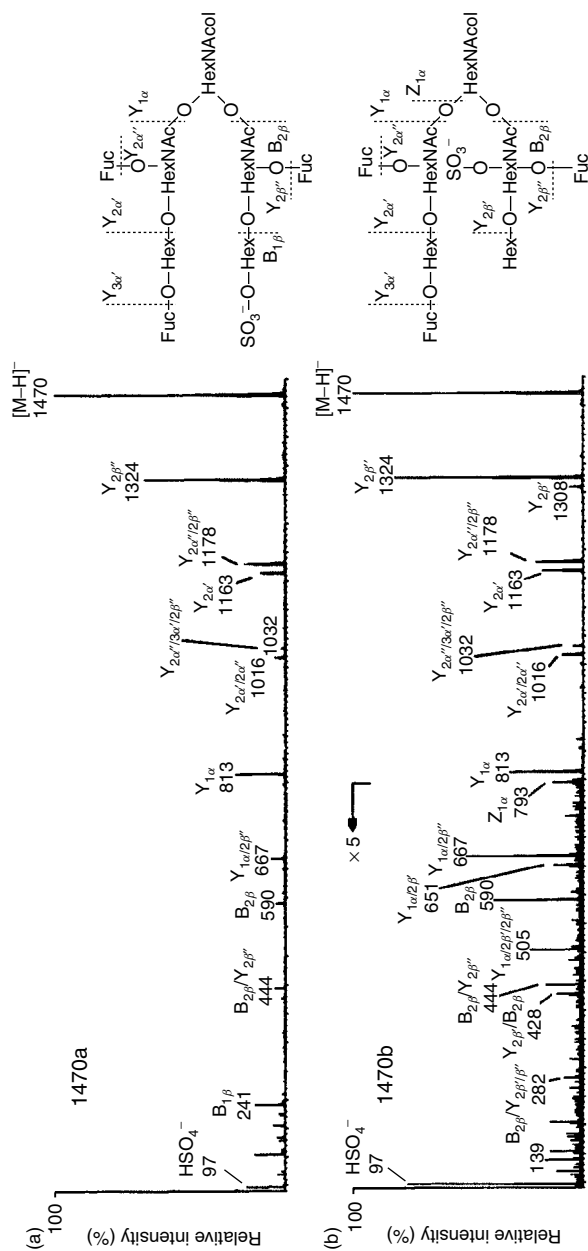 (a)
Relative intensity (%)
100
1470a
HSO₄⁻
97
B₁β
241
B₂β/Y₂β″
444
B₂β
590
Y₁α/2β″
667
Y₁α
813
Y₂α′/2α″
1016
Y₂α″/3α′/2β″
1032
Y₂α′
1163
Y₂α″/2β″
1178
Y₂β″
1324
[M–H]⁻
1470
Y₃α′
Y₂α′
Fuc
Y₂α″
Y₁α
O
Fuc–O–Hex–O–HexNAc
O
HexNAcol
O
SO₃⁻–O–Hex–O–HexNAc
B₁β
O
B₂β
Y₂β″
Fuc
(b)
Relative intensity (%)
100
1470b
HSO₄⁻
97
139
B₂β/Y₂β′/β″
282
Y₂β′/B₂β
428
B₂β/Y₂β″
444
Y₁α/2β′/2β″
505
B₂β
590
Y₁α/2β′
651
Y₁α/2β″
667
× 5
Z₁α
793
Y₁α
813
Y₂α′/2α″
1016
Y₂α″/3α′/2β″
1032
Y₂α′
1163
Y₂α″/2β″
1178
Y₂β′
1308
Y₂β″
1324
[M–H]⁻
1470
Y₃α′
Y₂α′
Fuc
Y₂α″
Y₁α
Z₁α
O
Fuc–O–Hex–O–HexNAc
O
HexNAcol
SO₃⁻
O
Y₂β′
O
Hex–O–HexNAc
O
B₂β
Y₂β″
Fuc